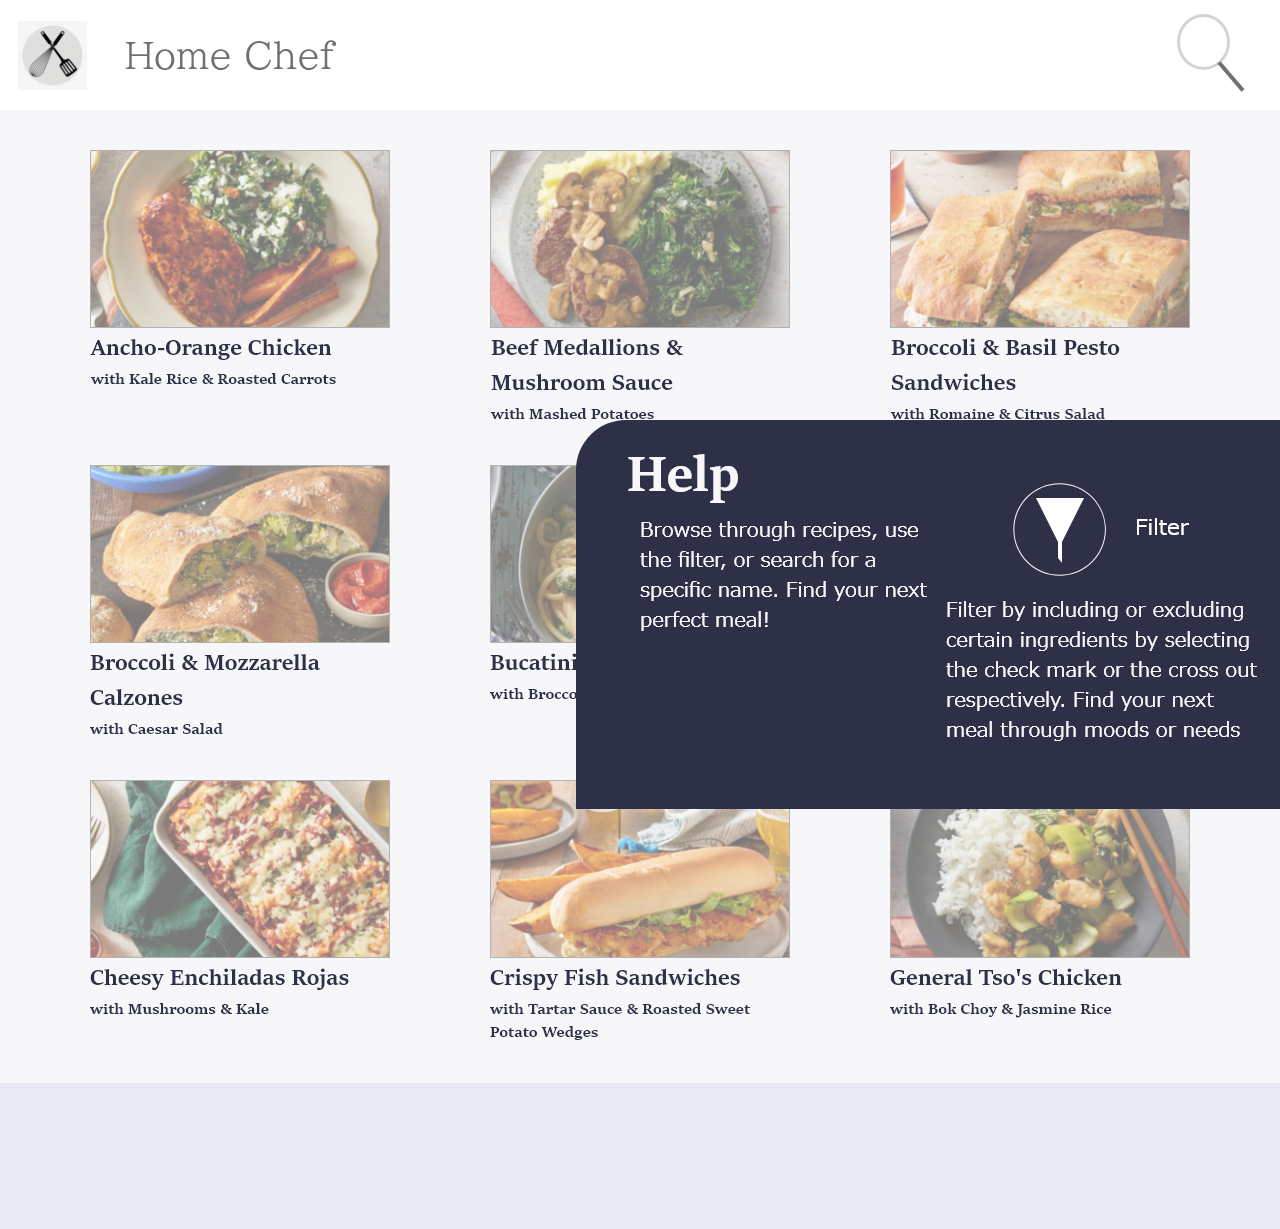 Home Chef
Ancho-Orange Chicken
with Kale Rice & Roasted Carrots
Beef Medallions &
Mushroom Sauce
with Mashed Potatoes
Broccoli & Basil Pesto
Sandwiches
with Romaine & Citrus Salad
Broccoli & Mozzarella
Calzones
with Caesar Salad
Bucatini
with Brocco
Help
Browse through recipes, use
the filter, or search for a
specific name. Find your next
perfect meal!
Filter
Filter by including or excluding
certain ingredients by selecting
the check mark or the cross out
respectively. Find your next
meal through moods or needs
Cheesy Enchiladas Rojas
with Mushrooms & Kale
Crispy Fish Sandwiches
with Tartar Sauce & Roasted Sweet
Potato Wedges
General Tso's Chicken
with Bok Choy & Jasmine Rice